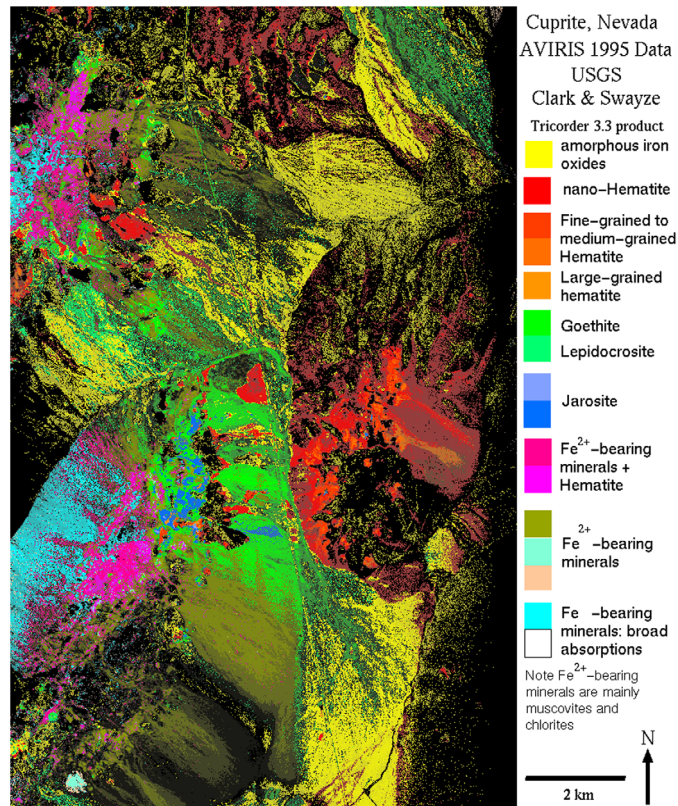 Cuprite, Nevada
AVIRIS 1995 Data
USGS
Clark & Swayze
Tricorder 3.3 product
amorphous iron
oxides
nano-Hematite
Fine-grained to
medium-grained
Hematite
Large-grained
hematite
Goethite
Lepidocrosite
Jarosite
Fe²⁺-bearing
minerals +
Hematite
2+
Fe -bearing
minerals
Fe -bearing
minerals: broad
absorptions
Note Fe²⁺-bearing
minerals are mainly
muscovites and
chlorites
N
2 km